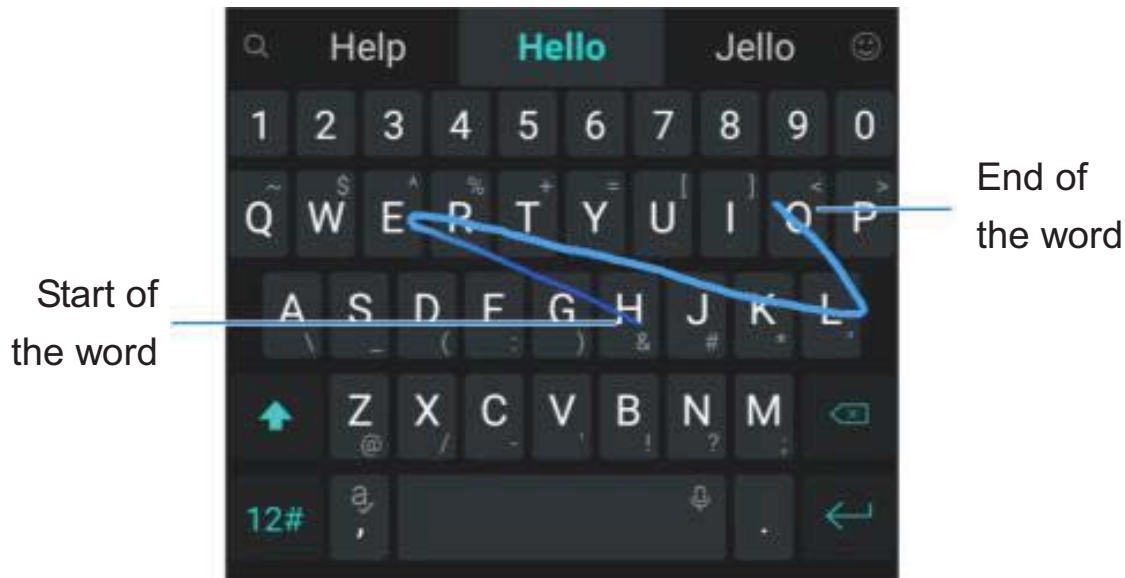 Help Hello Jello
1 2 3 4 5 6 7 8 9 0
~ $ ^ % + = [ ] < >
Q W E R T Y U I O P
End of
the word
Start of
the word
A S D F G H J K L
\ _ ( : ) & # * "
Z X C V B N M
@ / - ' ! ? ;
12# a , .